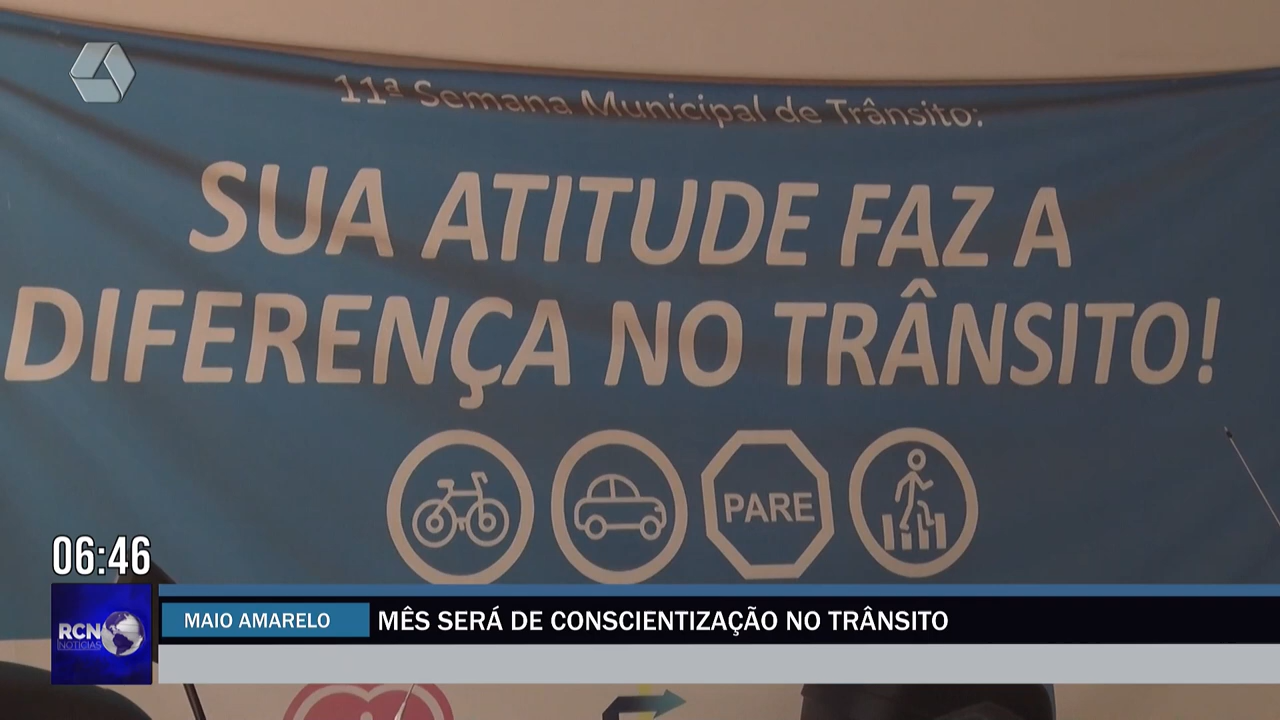 11ª Semana Municipal de Trânsito:
SUA ATITUDE FAZ A
DIFERENÇA NO TRÂNSITO!
PARE
06:46
RCN
NOTÍCIAS
MAIO AMARELO
MÊS SERÁ DE CONSCIENTIZAÇÃO NO TRÂNSITO